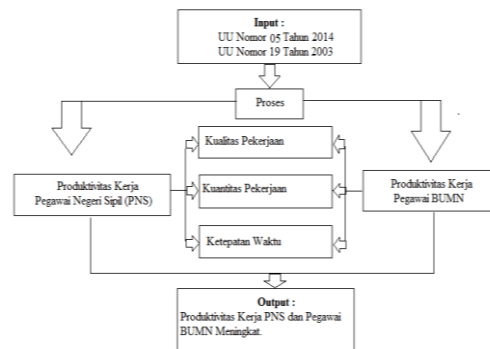 Input :
UU Nomor 05 Tahun 2014
UU Nomor 19 Tahun 2003
Proses
Kualitas Pekerjaan
Produktivitas Kerja
Pegawai Negeri Sipil (PNS)
Kuantitas Pekerjaan
Produktivitas Kerja
Pegawai BUMN
Ketepatan Waktu
Output :
Produktivitas Kerja PNS dan Pegawai
BUMN Meningkat.